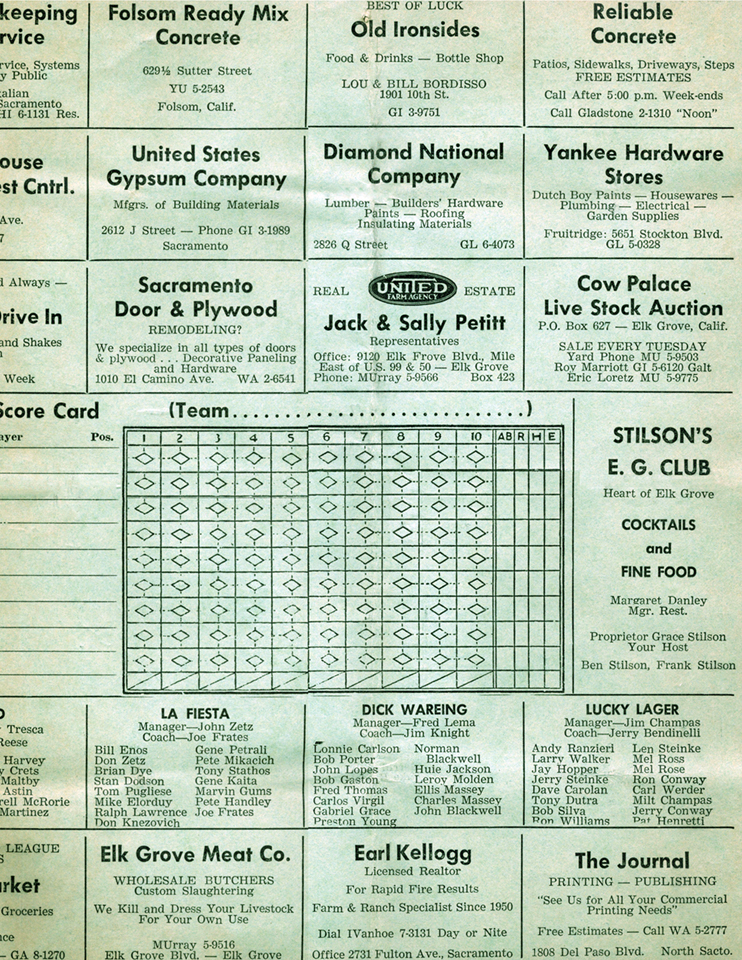 keeping
rvice
rvice, Systems
y Public
alian
Sacramento
HI 6-1131 Res.
Folsom Ready Mix
Concrete
629½ Sutter Street
YU 5-2543
Folsom, Calif.
BEST OF LUCK
Old Ironsides
Food & Drinks — Bottle Shop
LOU & BILL BORDISSO
1901 10th St.
GI 3-9751
Reliable
Concrete
Patios, Sidewalks, Driveways, Steps
FREE ESTIMATES
Call After 5:00 p.m. Week-ends
Call Gladstone 2-1310 "Noon"
ouse
est Cntrl.
Ave.
7
United States
Gypsum Company
Mfgrs. of Building Materials
2612 J Street — Phone GI 3-1989
Sacramento
Diamond National
Company
Lumber — Builders' Hardware
Paints — Roofing
Insulating Materials
2826 Q Street GL 6-4073
Yankee Hardware
Stores
Dutch Boy Paints — Housewares —
Plumbing — Electrical —
Garden Supplies
Fruitridge: 5651 Stockton Blvd.
GL 5-0328
d Always —
Drive In
and Shakes
n
Week
Sacramento
Door & Plywood
REMODELING?
We specialize in all types of doors
& plywood . . . Decorative Paneling
and Hardware
1010 El Camino Ave. WA 2-6541
REAL UNITED FARM AGENCY ESTATE
Jack & Sally Petitt
Representatives
Office: 9120 Elk Frove Blvd., Mile
East of U.S. 99 & 50 — Elk Grove
Phone: MUrray 5-9566 Box 423
Cow Palace
Live Stock Auction
P.O. Box 627 — Elk Grove, Calif.
SALE EVERY TUESDAY
Yard Phone MU 5-9503
Roy Marriott GI 5-6120 Galt
Eric Loretz MU 5-9775
Score Card (Team..............................)
ayer Pos. 1 2 3 4 5 6 7 8 9 10 AB R H E
STILSON'S
E. G. CLUB
Heart of Elk Grove
COCKTAILS
and
FINE FOOD
Margaret Danley
Mgr. Rest.
Proprietor Grace Stilson
Your Host
Ben Stilson, Frank Stilson
O
Tresca
Reese
Harvey
y Crets
Maltby
Astin
rell McRorie
Martinez
LA FIESTA
Manager—John Zetz
Coach—Joe Frates
Bill Enos Gene Petrali
Don Zetz Pete Mikacich
Brian Dye Tony Stathos
Stan Dodson Gene Kaita
Tom Pugliese Marvin Gums
Mike Elorduy Pete Handley
Ralph Lawrence Joe Frates
Don Knezovich
DICK WAREING
Manager—Fred Lema
Coach—Jim Knight
Lonnie Carlson Norman
Bob Porter Blackwell
John Lopes Huie Jackson
Bob Gaston Leroy Molden
Fred Thomas Ellis Massey
Carlos Virgil Charles Massey
Gabriel Grace John Blackwell
Preston Young
LUCKY LAGER
Manager—Jim Champas
Coach—Jerry Bendinelli
Andy Ranzieri Len Steinke
Larry Walker Mel Ross
Jay Hopper Mel Rose
Jerry Steinke Ron Conway
Dave Carolan Carl Werder
Tony Dutra Milt Champas
Bob Silva Jerry Conway
Ron Williams Pat Henretti
LEAGUE
S
rket
Groceries
nce
— GA 8-1270
Elk Grove Meat Co.
WHOLESALE BUTCHERS
Custom Slaughtering
We Kill and Dress Your Livestock
For Your Own Use
MUrray 5-9516
Elk Grove Blvd. — Elk Grove
Earl Kellogg
Licensed Realtor
For Rapid Fire Results
Farm & Ranch Specialist Since 1950
Dial IVanhoe 7-3131 Day or Nite
Office 2731 Fulton Ave., Sacramento
The Journal
PRINTING — PUBLISHING
"See Us for All Your Commercial
Printing Needs"
Free Estimates — Call WA 5-2777
1808 Del Paso Blvd. North Sacto.